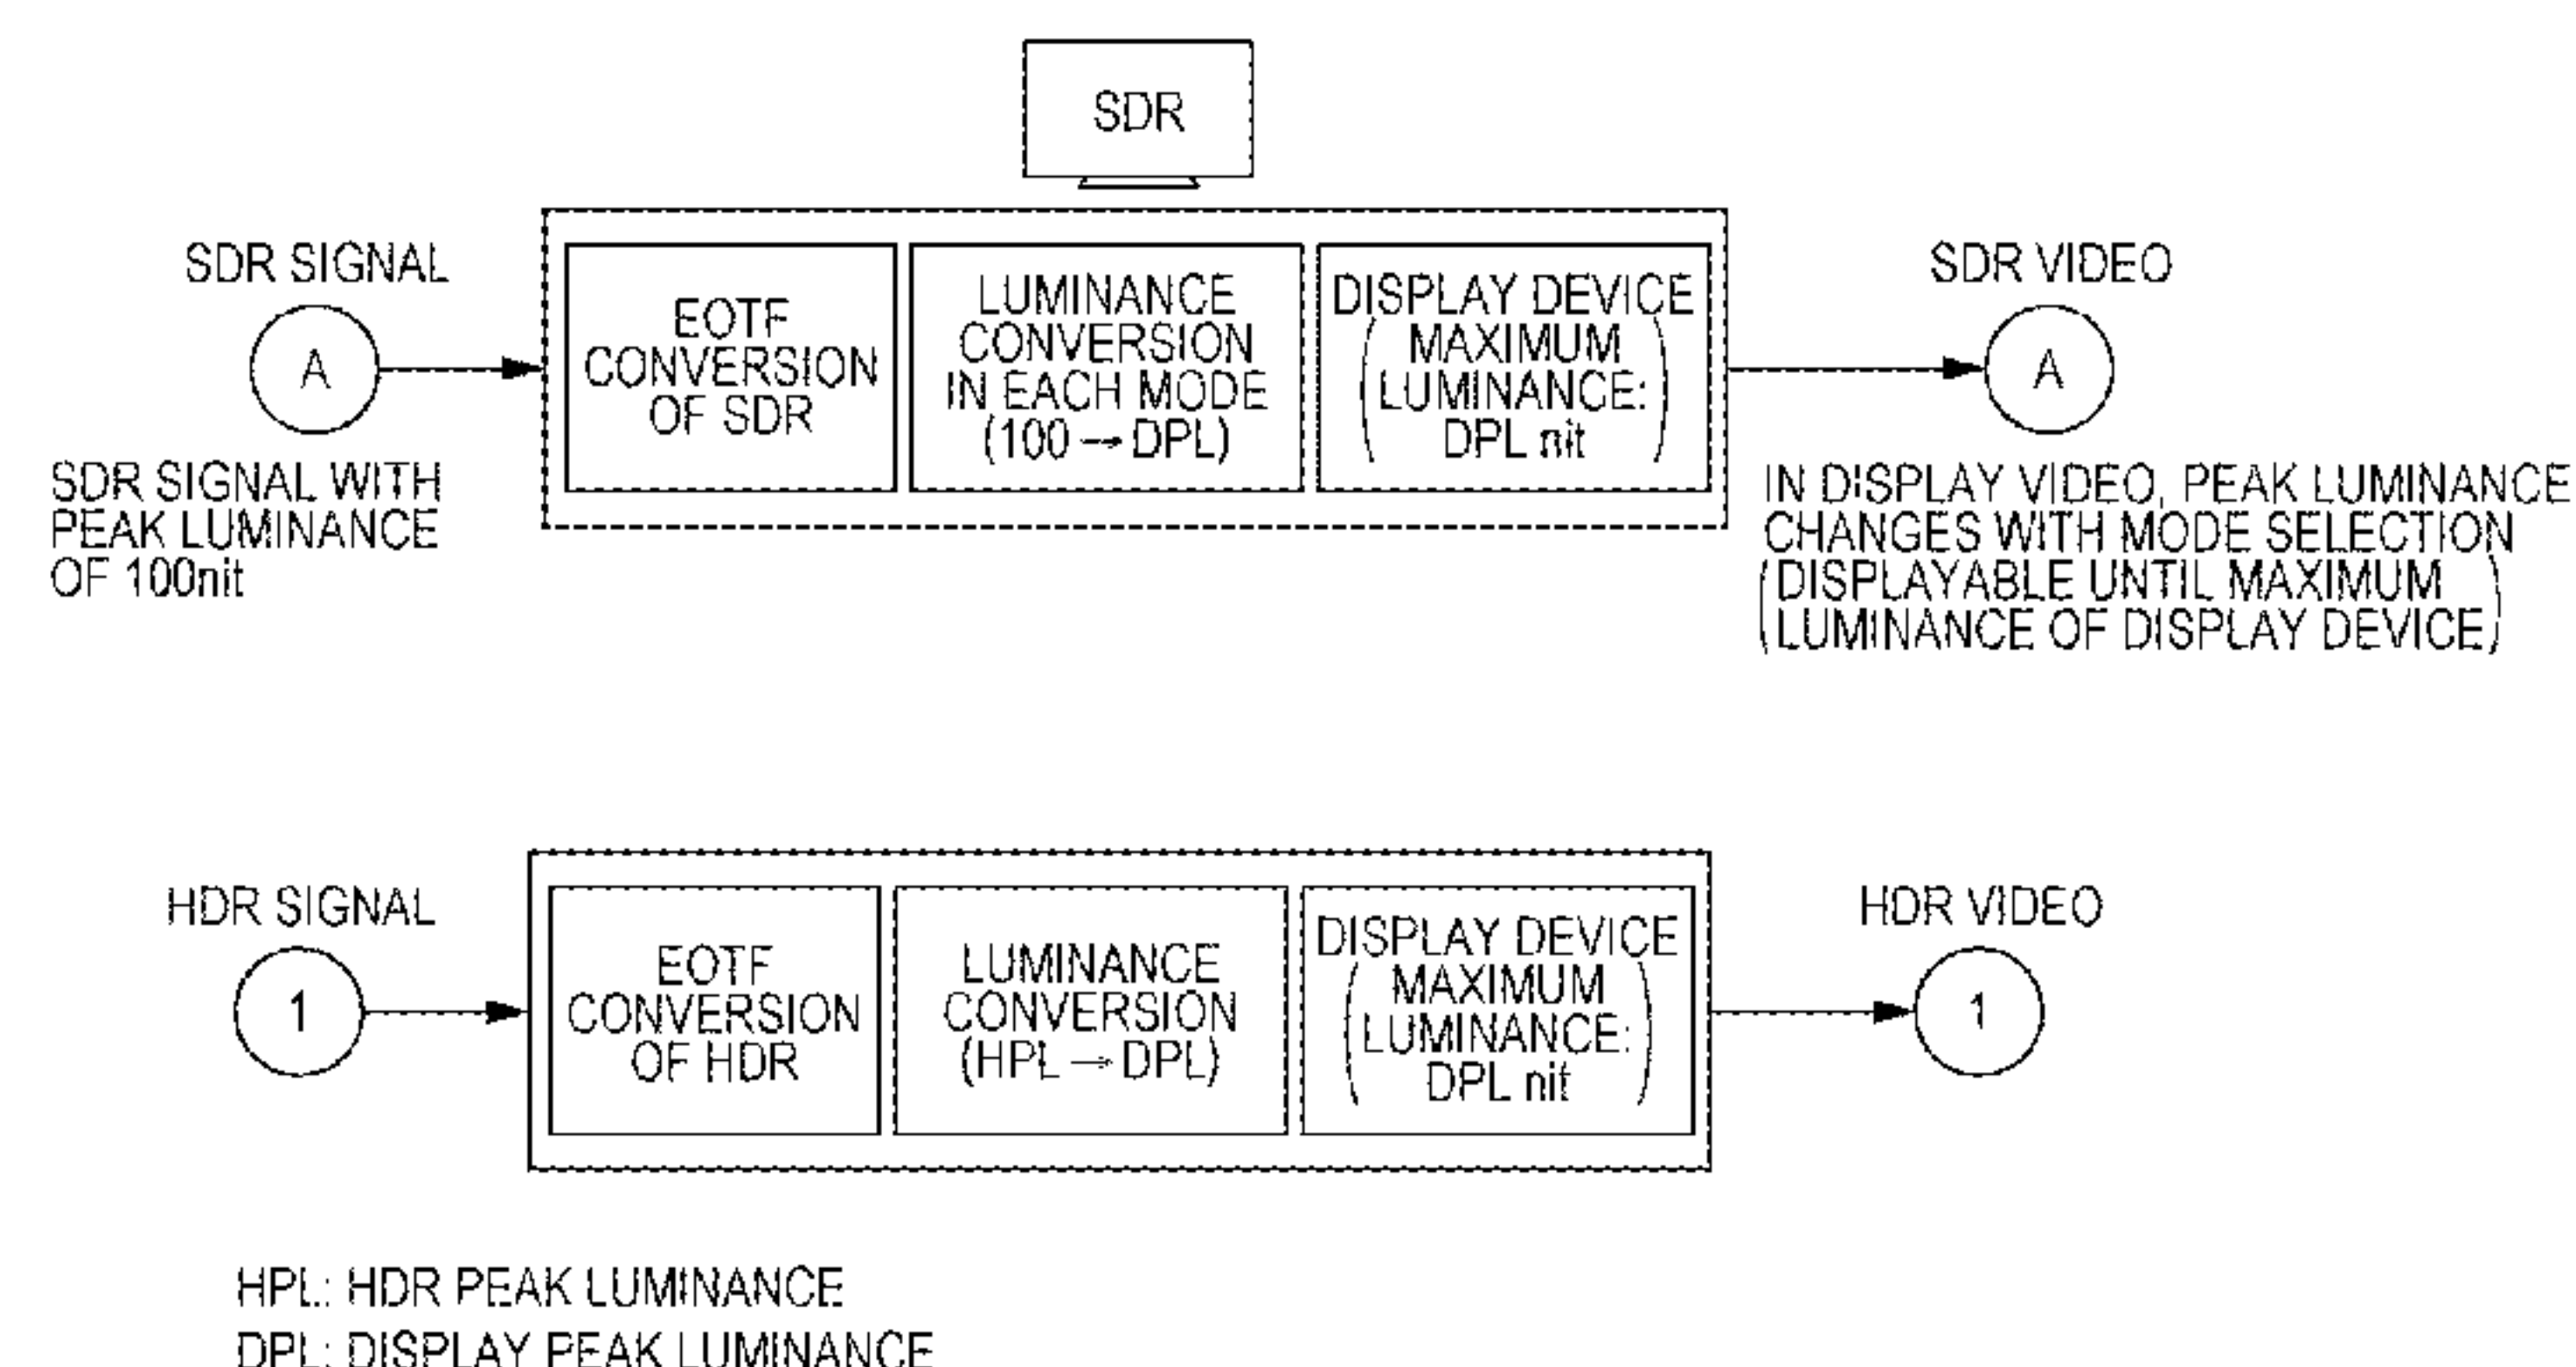 SDR
SDR SIGNAL
A
SDR SIGNAL WITH
PEAK LUMINANCE
OF 100nit
EOTF
CONVERSION
OF SDR
LUMINANCE
CONVERSION
IN EACH MODE
(100 → DPL)
DISPLAY DEVICE
(MAXIMUM
LUMINANCE:
DPL nit)
SDR VIDEO
A
IN DISPLAY VIDEO, PEAK LUMINANCE
CHANGES WITH MODE SELECTION
(DISPLAYABLE UNTIL MAXIMUM
LUMINANCE OF DISPLAY DEVICE)
HDR SIGNAL
1
EOTF
CONVERSION
OF HDR
LUMINANCE
CONVERSION
(HPL → DPL)
DISPLAY DEVICE
(MAXIMUM
LUMINANCE:
DPL nit)
HDR VIDEO
1
HPL: HDR PEAK LUMINANCE
DPL: DISPLAY PEAK LUMINANCE